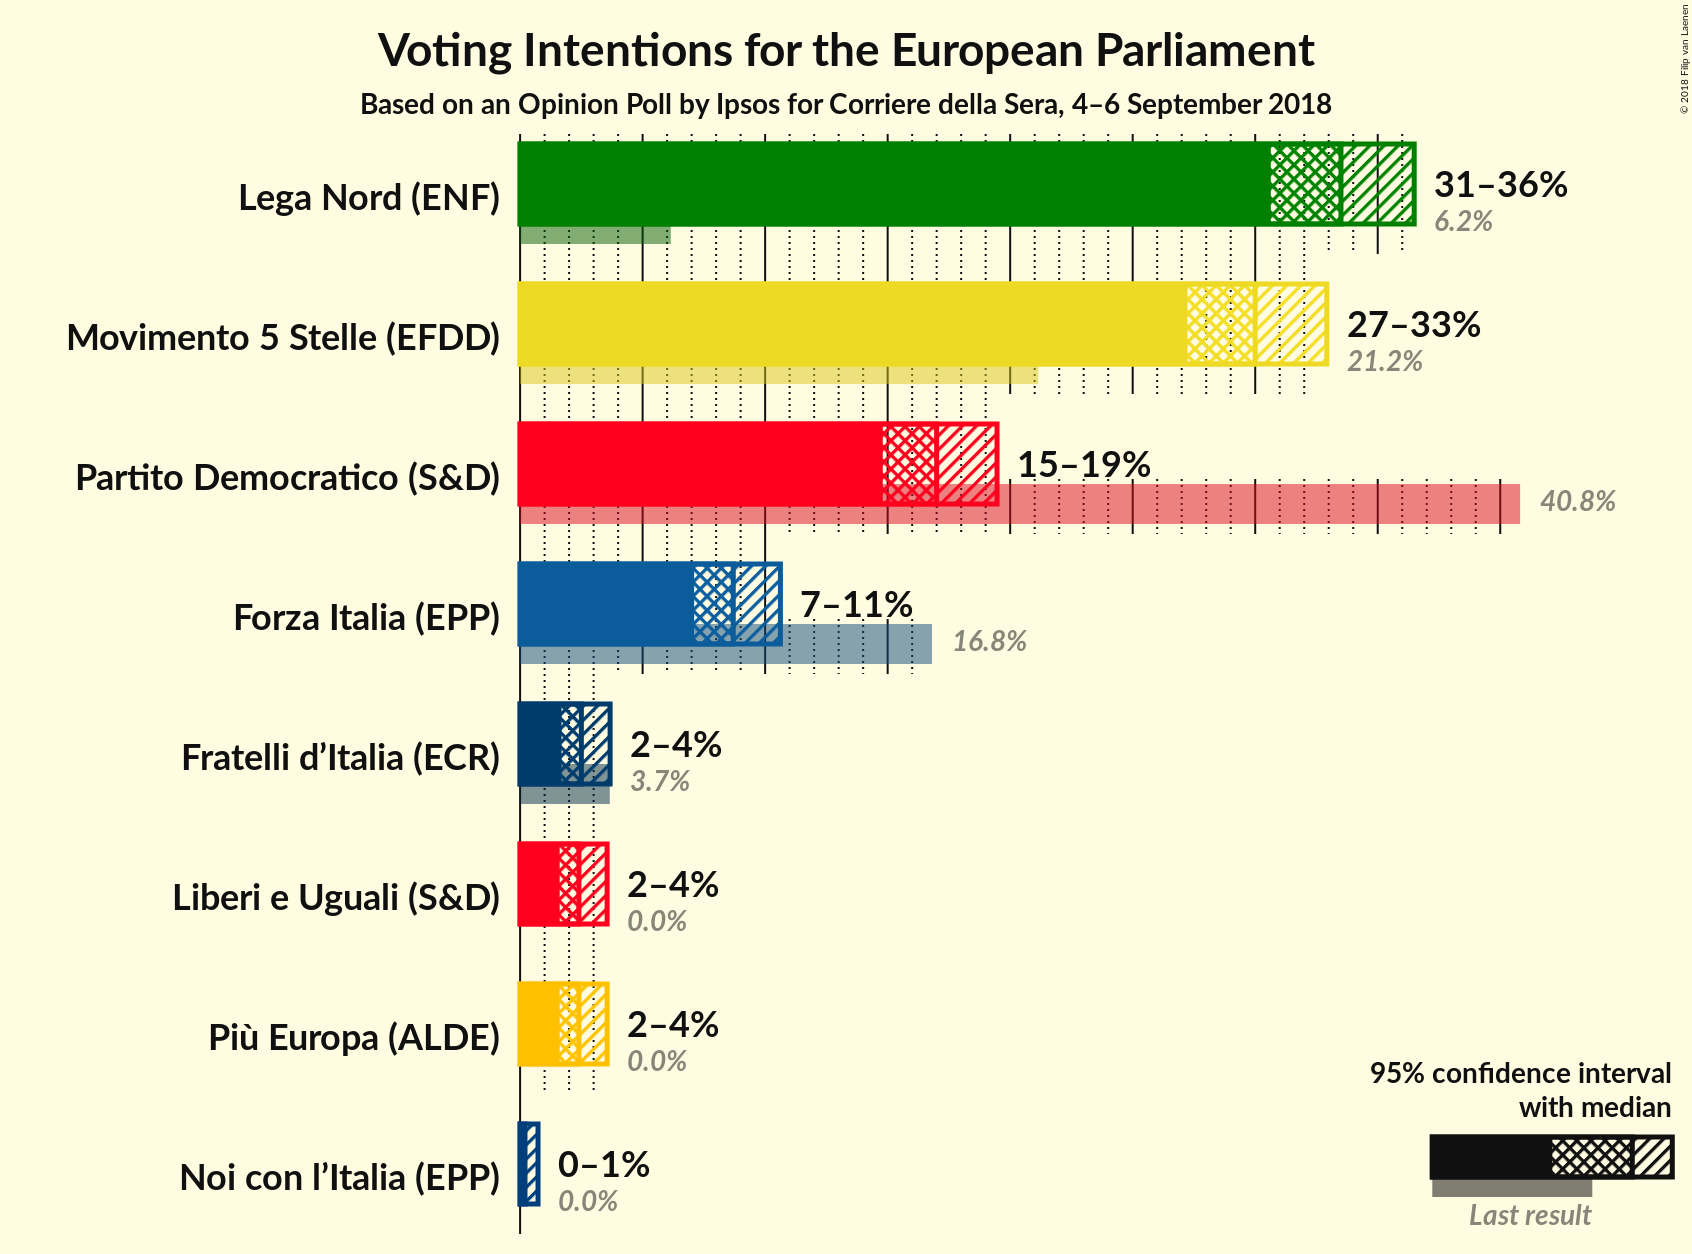 Voting Intentions for the European Parliament
Based on an Opinion Poll by Ipsos for Corriere della Sera, 4–6 September 2018
© 2018 Filip van Laenen
Lega Nord (ENF)
31–36%
6.2%
Movimento 5 Stelle (EFDD)
27–33%
21.2%
Partito Democratico (S&D)
15–19%
40.8%
Forza Italia (EPP)
7–11%
16.8%
Fratelli d’Italia (ECR)
2–4%
3.7%
Liberi e Uguali (S&D)
2–4%
0.0%
Più Europa (ALDE)
2–4%
0.0%
Noi con l’Italia (EPP)
0–1%
0.0%
95% confidence interval
with median
Last result